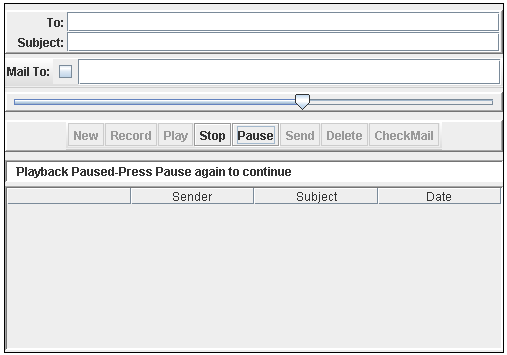 To:
Subject:
Mail To:
New Record Play Stop Pause Send Delete CheckMail
Playback Paused-Press Pause again to continue
Sender Subject Date